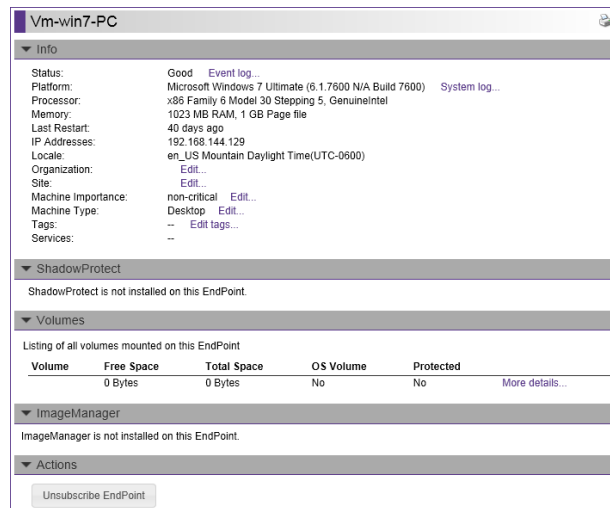 Vm-win7-PC
Info
Status: Good Event log...
Platform: Microsoft Windows 7 Ultimate (6.1.7600 N/A Build 7600) System log...
Processor: x86 Family 6 Model 30 Stepping 5, GenuineIntel
Memory: 1023 MB RAM, 1 GB Page file
Last Restart: 40 days ago
IP Addresses: 192.168.144.129
Locale: en_US Mountain Daylight Time(UTC-0600)
Organization: Edit...
Site: Edit...
Machine Importance: non-critical Edit...
Machine Type: Desktop Edit...
Tags: -- Edit tags...
Services: --
ShadowProtect
ShadowProtect is not installed on this EndPoint.
Volumes
Listing of all volumes mounted on this EndPoint
Volume Free Space Total Space OS Volume Protected
0 Bytes 0 Bytes No No More details...
ImageManager
ImageManager is not installed on this EndPoint.
Actions
Unsubscribe EndPoint